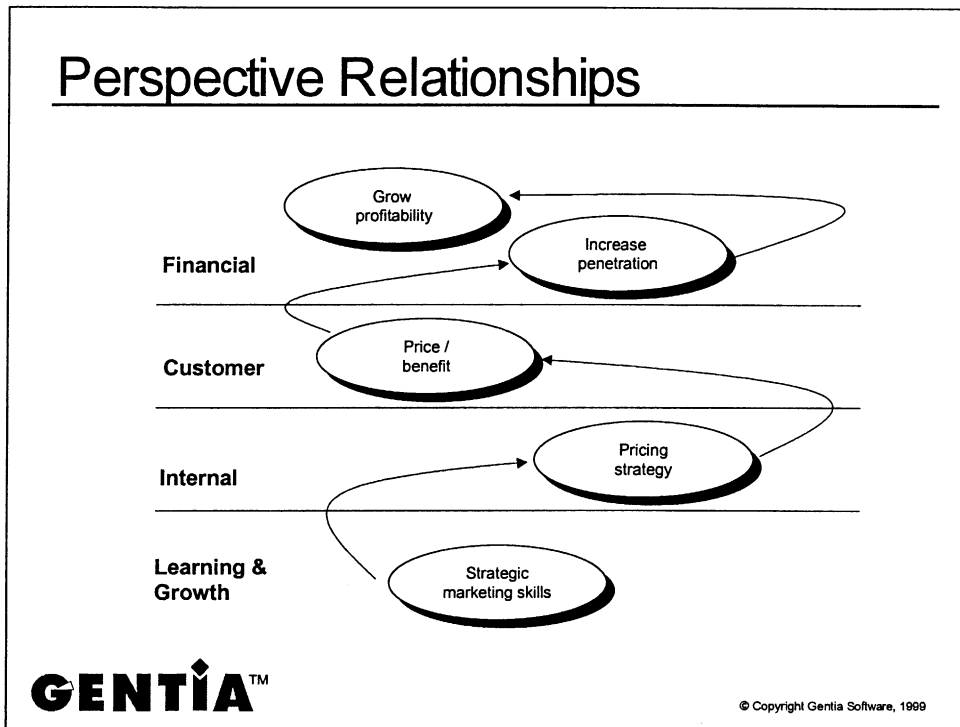 Perspective Relationships
Grow
profitability
Increase
penetration
Financial
Price /
benefit
Customer
Pricing
strategy
Internal
Strategic
marketing skills
Learning &
Growth
GENTIA™
© Copyright Gentia Software, 1999